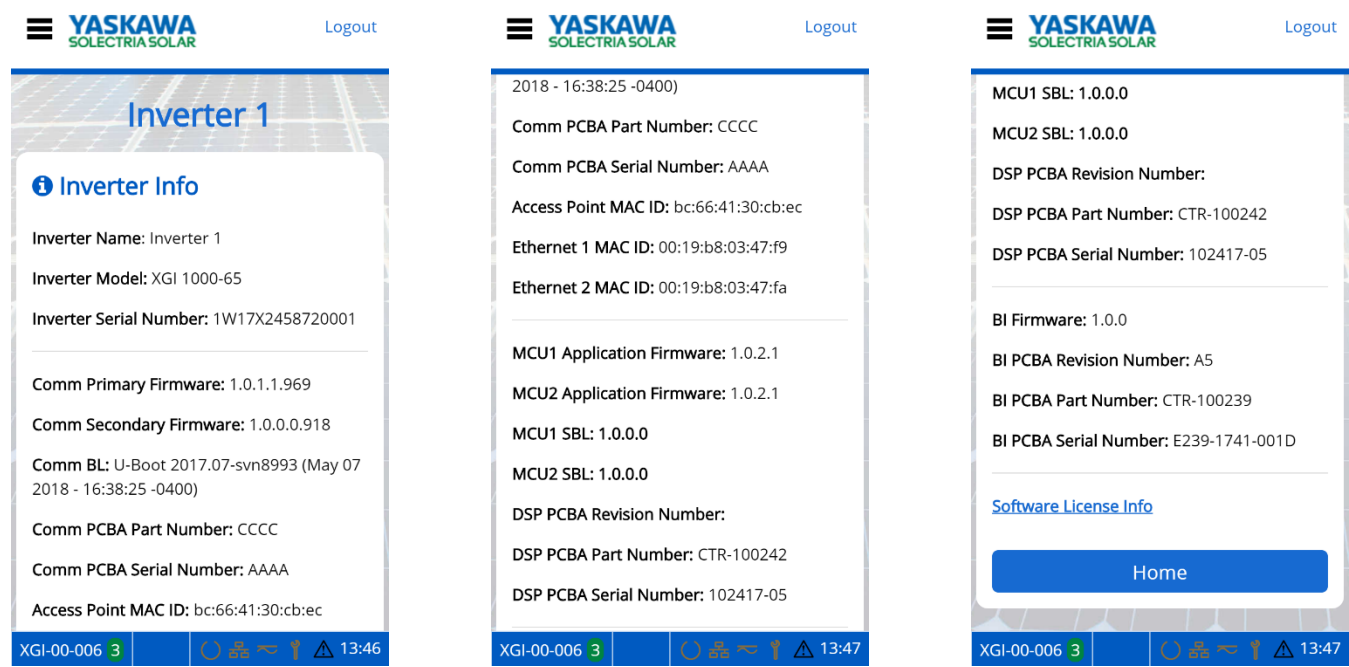 YASKAWA
SOLECTRIA SOLAR
Logout
Inverter 1
Inverter Info
Inverter Name: Inverter 1
Inverter Model: XGI 1000-65
Inverter Serial Number: 1W17X2458720001
Comm Primary Firmware: 1.0.1.1.969
Comm Secondary Firmware: 1.0.0.0.918
Comm BL: U-Boot 2017.07-svn8993 (May 07
2018 - 16:38:25 -0400)
Comm PCBA Part Number: CCCC
Comm PCBA Serial Number: AAAA
Access Point MAC ID: bc:66:41:30:cb:ec
XGI-00-006 3 13:46
YASKAWA
SOLECTRIA SOLAR
Logout
2018 - 16:38:25 -0400)
Comm PCBA Part Number: CCCC
Comm PCBA Serial Number: AAAA
Access Point MAC ID: bc:66:41:30:cb:ec
Ethernet 1 MAC ID: 00:19:b8:03:47:f9
Ethernet 2 MAC ID: 00:19:b8:03:47:fa
MCU1 Application Firmware: 1.0.2.1
MCU2 Application Firmware: 1.0.2.1
MCU1 SBL: 1.0.0.0
MCU2 SBL: 1.0.0.0
DSP PCBA Revision Number:
DSP PCBA Part Number: CTR-100242
DSP PCBA Serial Number: 102417-05
XGI-00-006 3 13:47
YASKAWA
SOLECTRIA SOLAR
Logout
MCU1 SBL: 1.0.0.0
MCU2 SBL: 1.0.0.0
DSP PCBA Revision Number:
DSP PCBA Part Number: CTR-100242
DSP PCBA Serial Number: 102417-05
BI Firmware: 1.0.0
BI PCBA Revision Number: A5
BI PCBA Part Number: CTR-100239
BI PCBA Serial Number: E239-1741-001D
Software License Info
Home
XGI-00-006 3 13:47